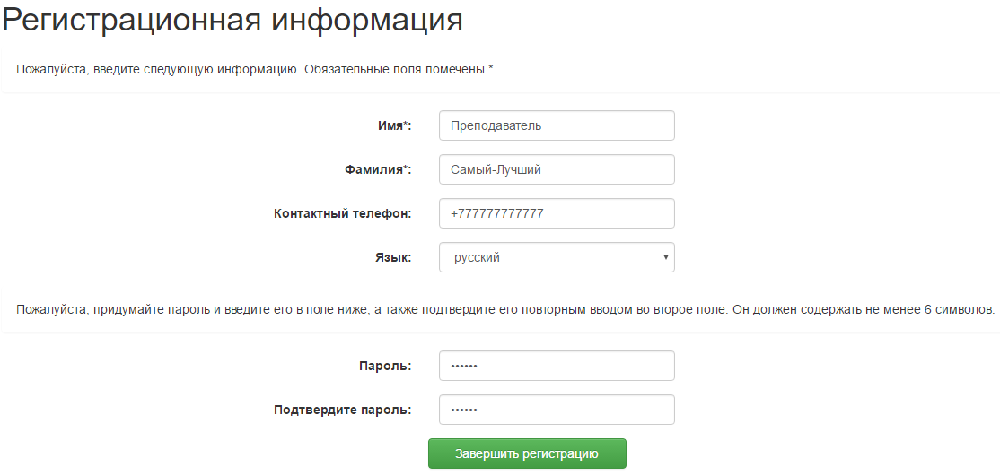 Регистрационная информация
Пожалуйста, введите следующую информацию. Обязательные поля помечены *.
Имя*: Преподаватель
Фамилия*: Самый-Лучший
Контактный телефон: +777777777777
Язык: русский
Пожалуйста, придумайте пароль и введите его в поле ниже, а также подтвердите его повторным вводом во второе поле. Он должен содержать не менее 6 символов.
Пароль: ••••••
Подтвердите пароль: ••••••
Завершить регистрацию